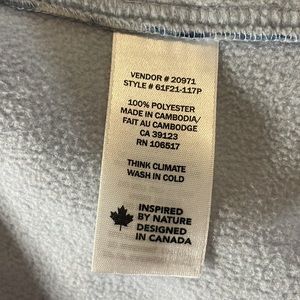 VENDOR # 20971
STYLE # 61F21-117P
100% POLYESTER
MADE IN CAMBODIA/
FAIT AU CAMBODGE
CA 39123
RN 106517
THINK CLIMATE
WASH IN COLD
INSPIRED
BY NATURE
DESIGNED
IN CANADA